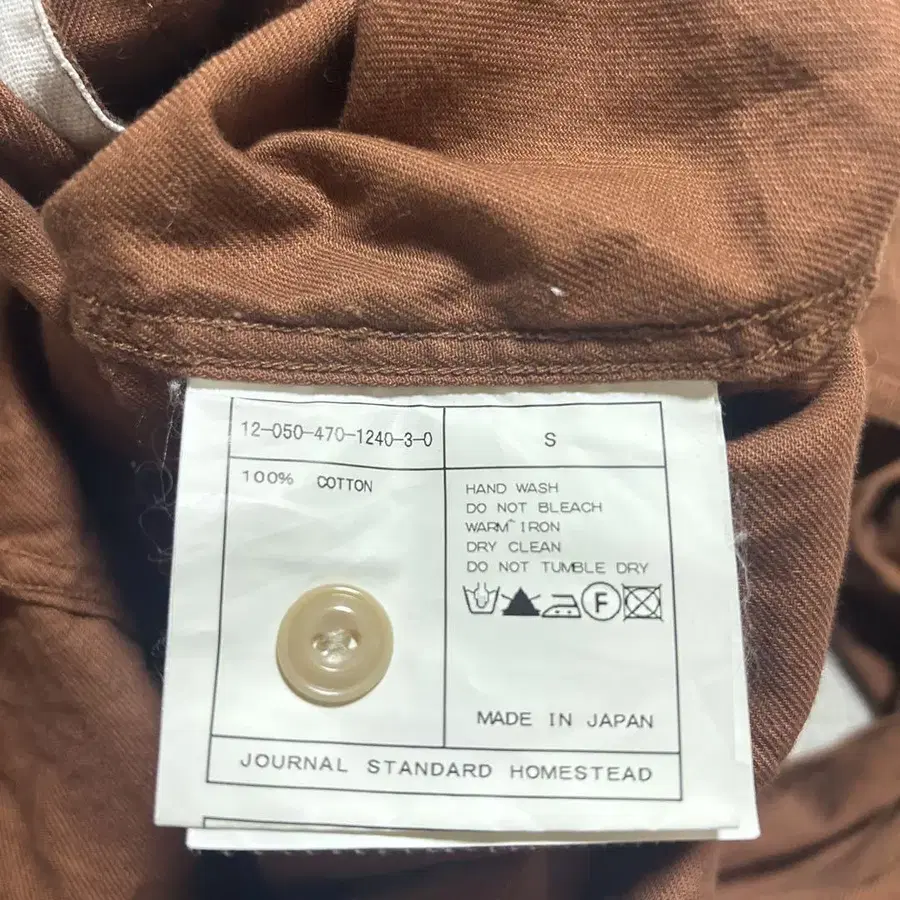 12-050-470-1240-3-0
S
100% COTTON
HAND WASH
DO NOT BLEACH
WARM IRON
DRY CLEAN
DO NOT TUMBLE DRY
F
MADE IN JAPAN
JOURNAL STANDARD HOMESTEAD